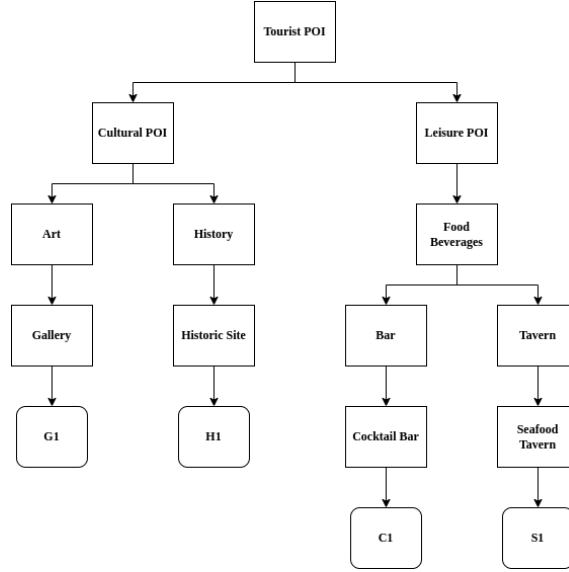 Tourist POI
Cultural POI
Leisure POI
Art
History
Food
Beverages
Gallery
Historic Site
Bar
Tavern
G1
H1
Cocktail Bar
Seafood
Tavern
C1
S1